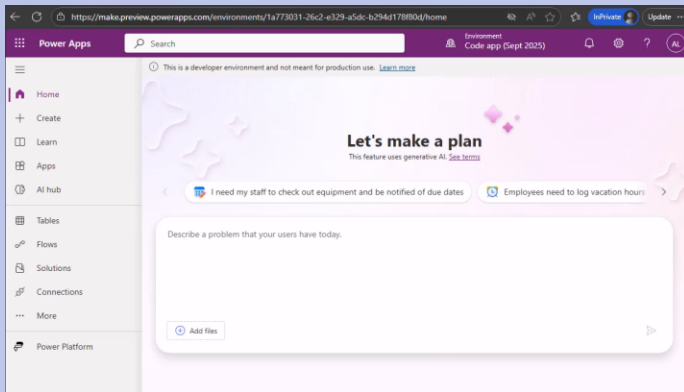 https://make.preview.powerapps.com/environments/1a773031-26c2-e329-a5dc-b294d178f80d/home
InPrivate
Update
Power Apps
Search
Environment
Code app (Sept 2025)
AL
This is a developer environment and not meant for production use. Learn more
Home
Create
Learn
Apps
AI hub
Tables
Flows
Solutions
Connections
More
Power Platform
Let's make a plan
This feature uses generative AI. See terms
I need my staff to check out equipment and be notified of due dates
Employees need to log vacation hours
Describe a problem that your users have today.
Add files